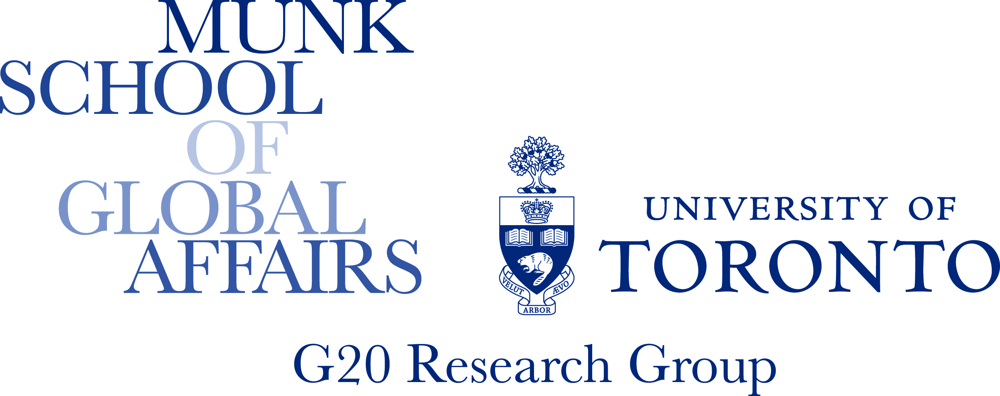 MUNK
SCHOOL
OF
GLOBAL
AFFAIRS
UNIVERSITY OF
TORONTO
VELUT
ARBOR
ÆVO
G20 Research Group